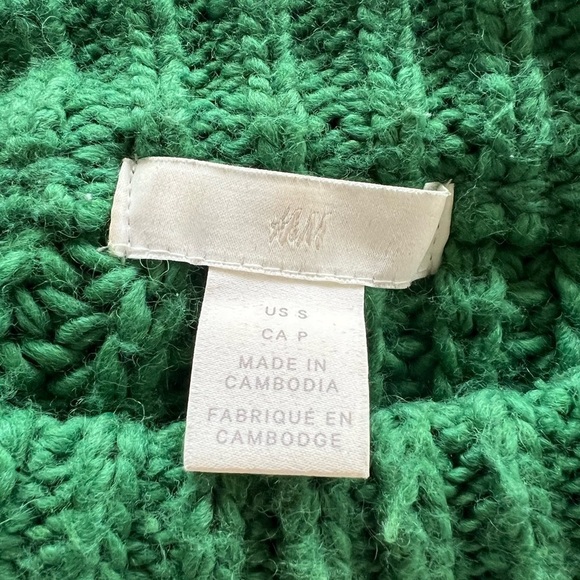 H&M
US S
CA P
MADE IN
CAMBODIA
FABRIQUÉ EN
CAMBODGE